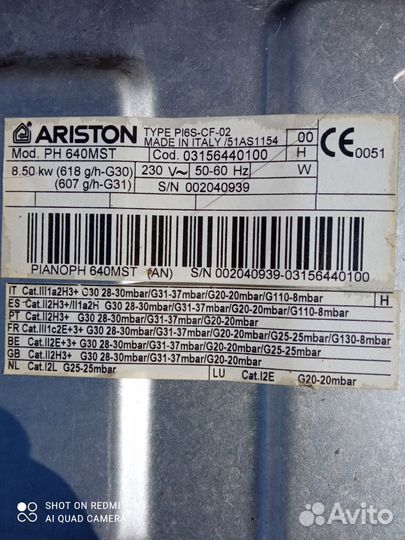 ARISTON TYPE PI6S-CF-02 00
MADE IN ITALY /51AS1154
Mod. PH 640MST Cod. 03156440100 H CE 0051
8.50 kw (618 g/h-G30) 230 V~ 50-60 Hz W
(607 g/h-G31) S/N 002040939
PIANOPH 640MST (AN) S/N 002040939-03156440100
IT Cat.III1a2H3+ G30 28-30mbar/G31-37mbar/G20-20mbar/G110-8mbar H
ES Cat.II2H3+/II1a2H G30 28-30mbar/G31-37mbar/G20-20mbar/G110-8mbar
PT Cat.II2H3+ G30 28-30mbar/G31-37mbar/G20-20mbar
FR Cat.III1c2E+3+ G30 28-30mbar/G31-37mbar/G20-20mbar/G25-25mbar/G130-8mbar
BE Cat.II2E+3+ G30 28-30mbar/G31-37mbar/G20-20mbar/G25-25mbar
GB Cat.II2H3+ G30 28-30mbar/G31-37mbar/G20-20mbar
NL Cat.I2L G25-25mbar LU Cat.I2E G20-20mbar
SHOT ON REDMI
AI QUAD CAMERA
Avito